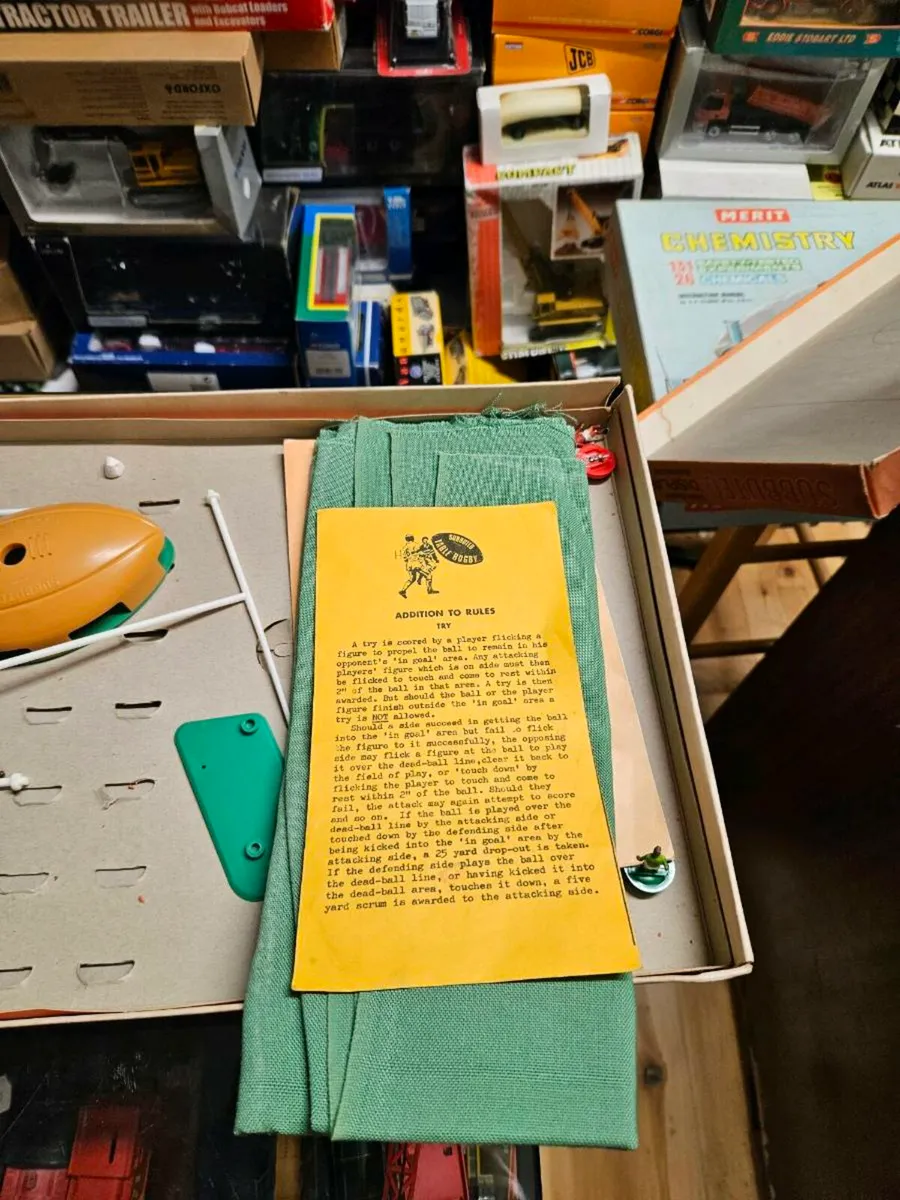 TRACTOR TRAILER with Bobcat Loaders
and Excavators
OXFORD
JCB
CORGI
EDDIE STOBART LTD
COMPACT
ATLAS
MERIT
CHEMISTRY
CHEMICALS
SUBBUTEO
SUBBUTEO
TABLE RUGBY
ADDITION TO RULES
TRY
A try is scored by a player flicking a
figure to propel the ball to remain in his
opponent's 'in goal' area. Any attacking
players' figure which is on side must then
be flicked to touch and come to rest within
2" of the ball in that area. A try is then
awarded. But should the ball or the player
figure finish outside the 'in goal' area a
try is NOT allowed.
Should a side succeed in getting the ball
into the 'in goal' area but fail to flick
the figure to it successfully, the opposing
side may flick a figure at the ball to play
it over the dead-ball line,clear it back to
the field of play, or 'touch down' by
flicking the player to touch and come to
rest within 2" of the ball. Should they
fail, the attack may again attempt to score
and so on. If the ball is played over the
dead-ball line by the attacking side or
touched down by the defending side after
being kicked into the 'in goal' area by the
attacking side, a 25 yard drop-out is taken.
If the defending side plays the ball over
the dead-ball line, or having kicked it into
the dead-ball area, touches it down, a five
yard scrum is awarded to the attacking side.